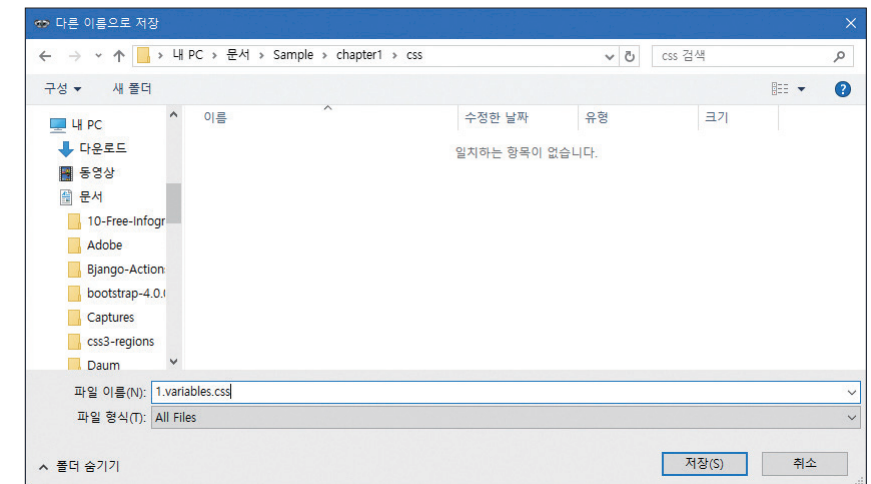 다른 이름으로 저장
내 PC > 문서 > Sample > chapter1 > css
css 검색
구성
새 폴더
이름
수정한 날짜
유형
크기
일치하는 항목이 없습니다.
내 PC
다운로드
동영상
문서
10-Free-Infogr
Adobe
Bjango-Action
bootstrap-4.0.
Captures
css3-regions
Daum
파일 이름(N): 1.variables.css
파일 형식(T): All Files
폴더 숨기기
저장(S)
취소